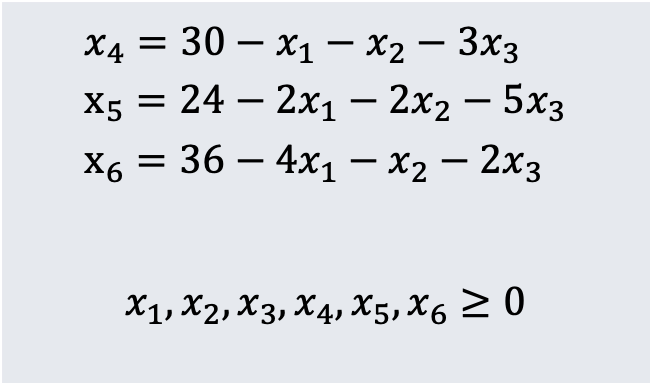 x₄ = 30 − x₁ − x₂ − 3x₃
x₅ = 24 − 2x₁ − 2x₂ − 5x₃
x₆ = 36 − 4x₁ − x₂ − 2x₃
x₁, x₂, x₃, x₄, x₅, x₆ ≥ 0